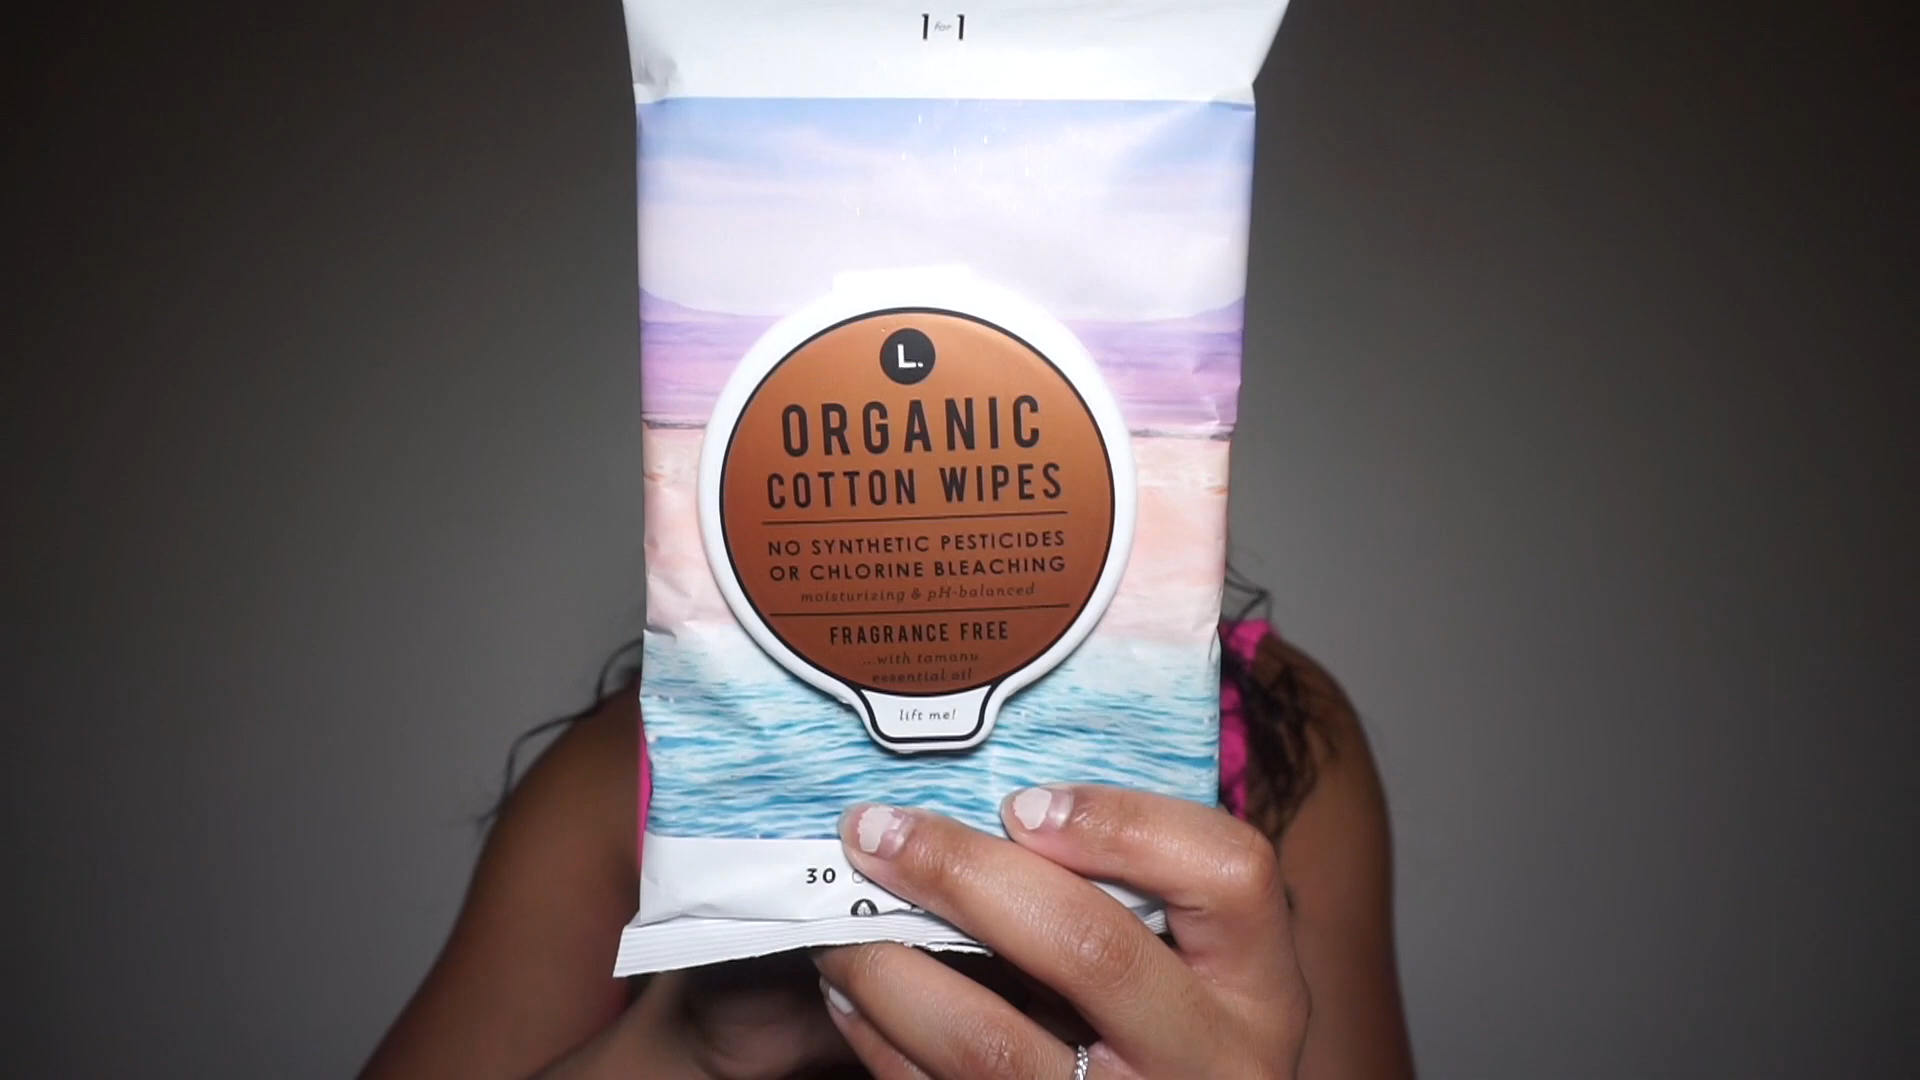 1 for 1
L.
ORGANIC
COTTON WIPES
NO SYNTHETIC PESTICIDES
OR CHLORINE BLEACHING
moisturizing & pH-balanced
FRAGRANCE FREE
...with tamanu
essential oil
lift me!
30